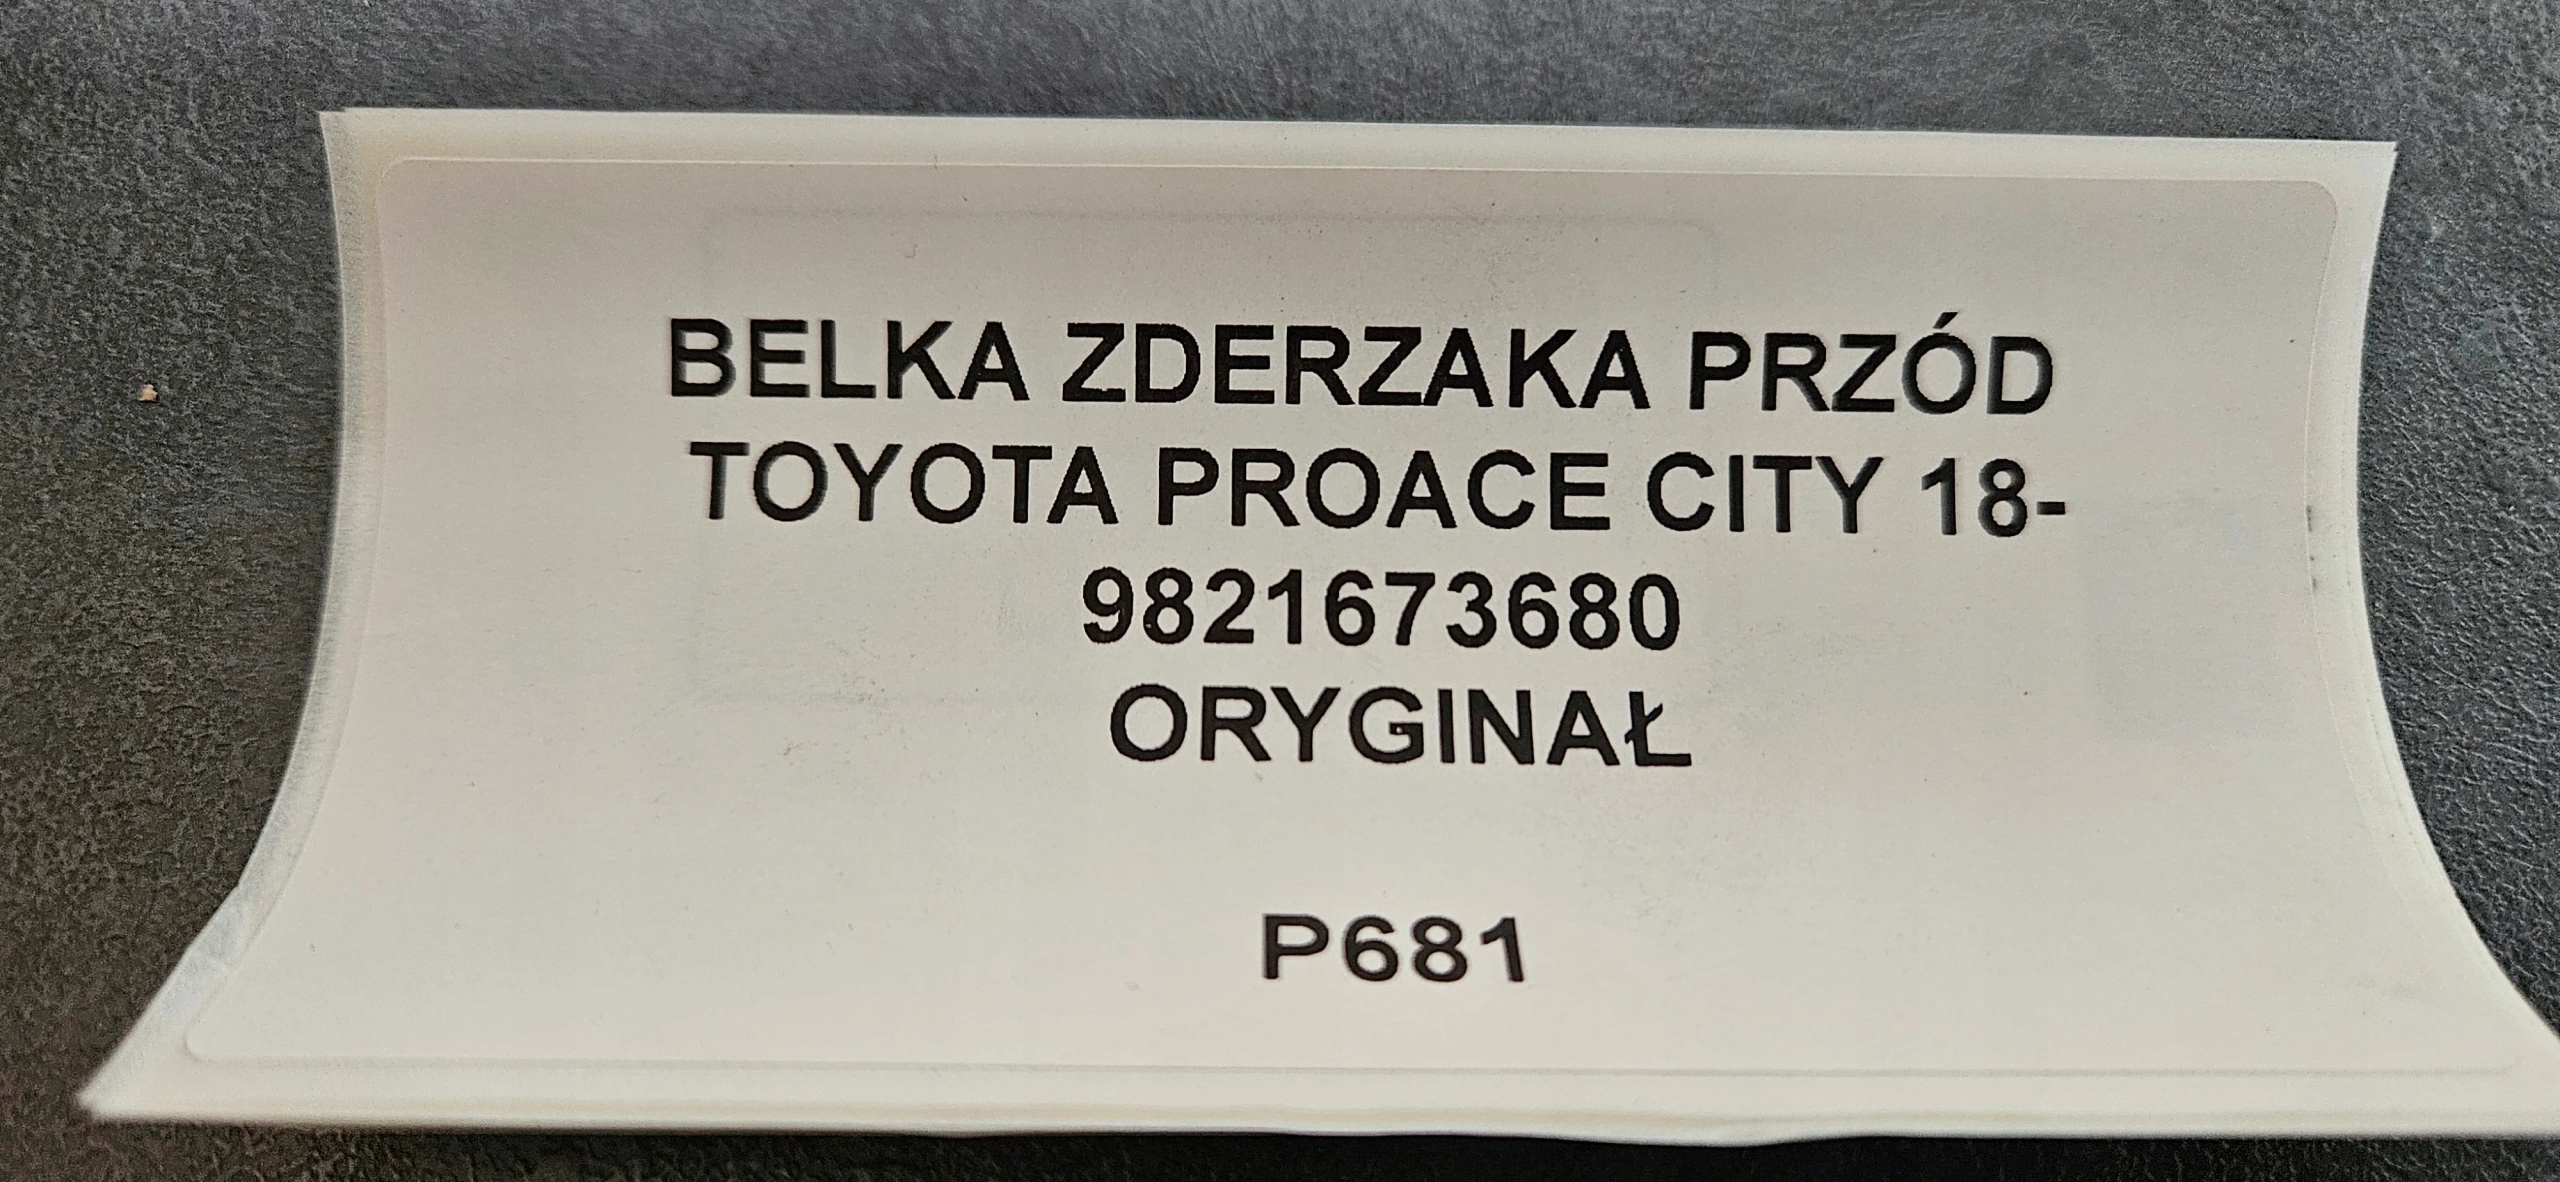 BELKA ZDERZAKA PRZÓD
TOYOTA PROACE CITY 18-
9821673680
ORYGINAŁ
P681